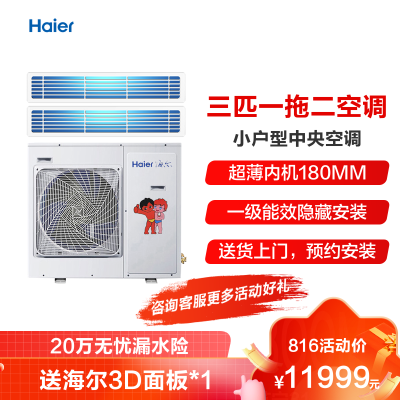 Haier
三匹一拖二空调
小户型中央空调
超薄内机180MM
一级能效隐藏安装
送货上门，预约安装
Haier
咨询客服更多活动好礼
20万无忧漏水险
送海尔3D面板*1
816活动价
¥11999元